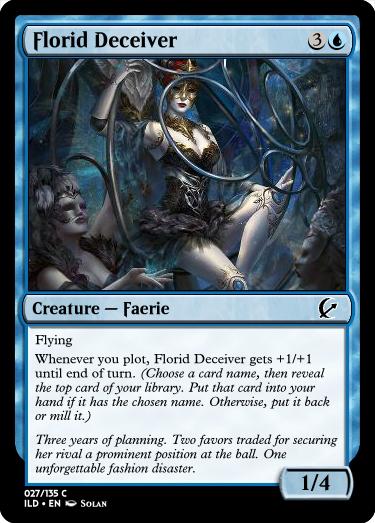 Florid Deceiver 3
Creature — Faerie
Flying
Whenever you plot, Florid Deceiver gets +1/+1
until end of turn. (Choose a card name, then reveal
the top card of your library. Put that card into your
hand if it has the chosen name. Otherwise, put it back
or mill it.)
Three years of planning. Two favors traded for securing
her rival a prominent position at the ball. One
unforgettable fashion disaster.
1/4
027/135 C
ILD • EN Solan